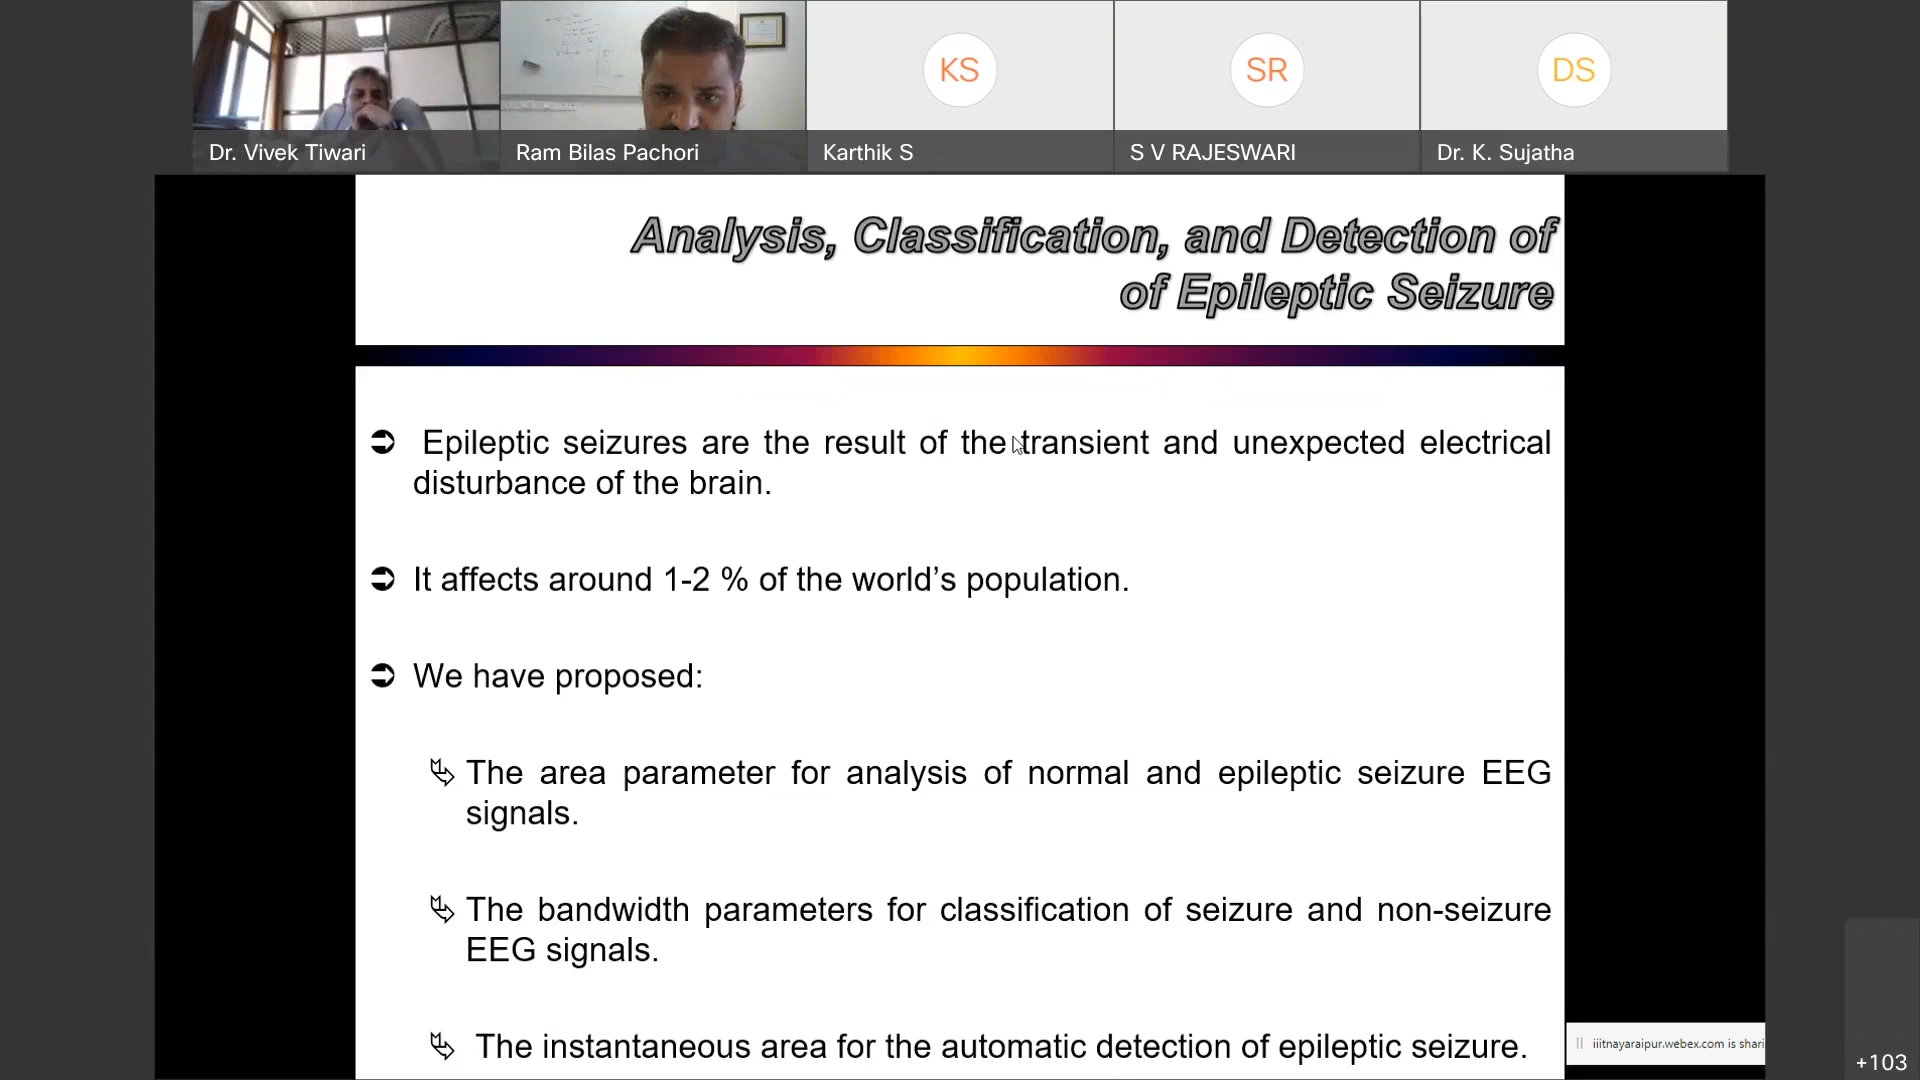 KS
SR
DS
Dr. Vivek Tiwari
Ram Bilas Pachori
Karthik S
S V RAJESWARI
Dr. K. Sujatha
Analysis, Classification, and Detection of
of Epileptic Seizure
Epileptic seizures are the result of the transient and unexpected electrical
disturbance of the brain.
It affects around 1-2 % of the world’s population.
We have proposed:
The area parameter for analysis of normal and epileptic seizure EEG
signals.
The bandwidth parameters for classification of seizure and non-seizure
EEG signals.
The instantaneous area for the automatic detection of epileptic seizure.
iiitnayaraipur.webex.com is shari
+103